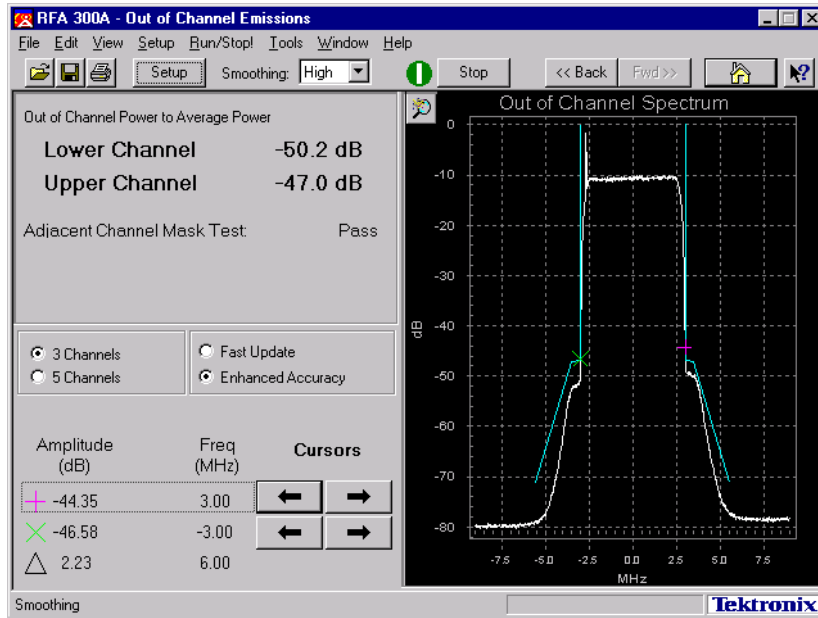 RFA 300A - Out of Channel Emissions
File Edit View Setup Run/Stop! Tools Window Help
Setup Smoothing: High Stop << Back Fwd >>
Out of Channel Power to Average Power
Lower Channel -50.2 dB
Upper Channel -47.0 dB
Adjacent Channel Mask Test: Pass
3 Channels
5 Channels
Fast Update
Enhanced Accuracy
Amplitude (dB) Freq (MHz) Cursors
-44.35 3.00
-46.58 -3.00
2.23 6.00
Out of Channel Spectrum
0
-10
-20
-30
-40
-50
-60
-70
-80
dB
-7.5 -5.0 -2.5 0.0 2.5 5.0 7.5
MHz
Smoothing
Tektronix